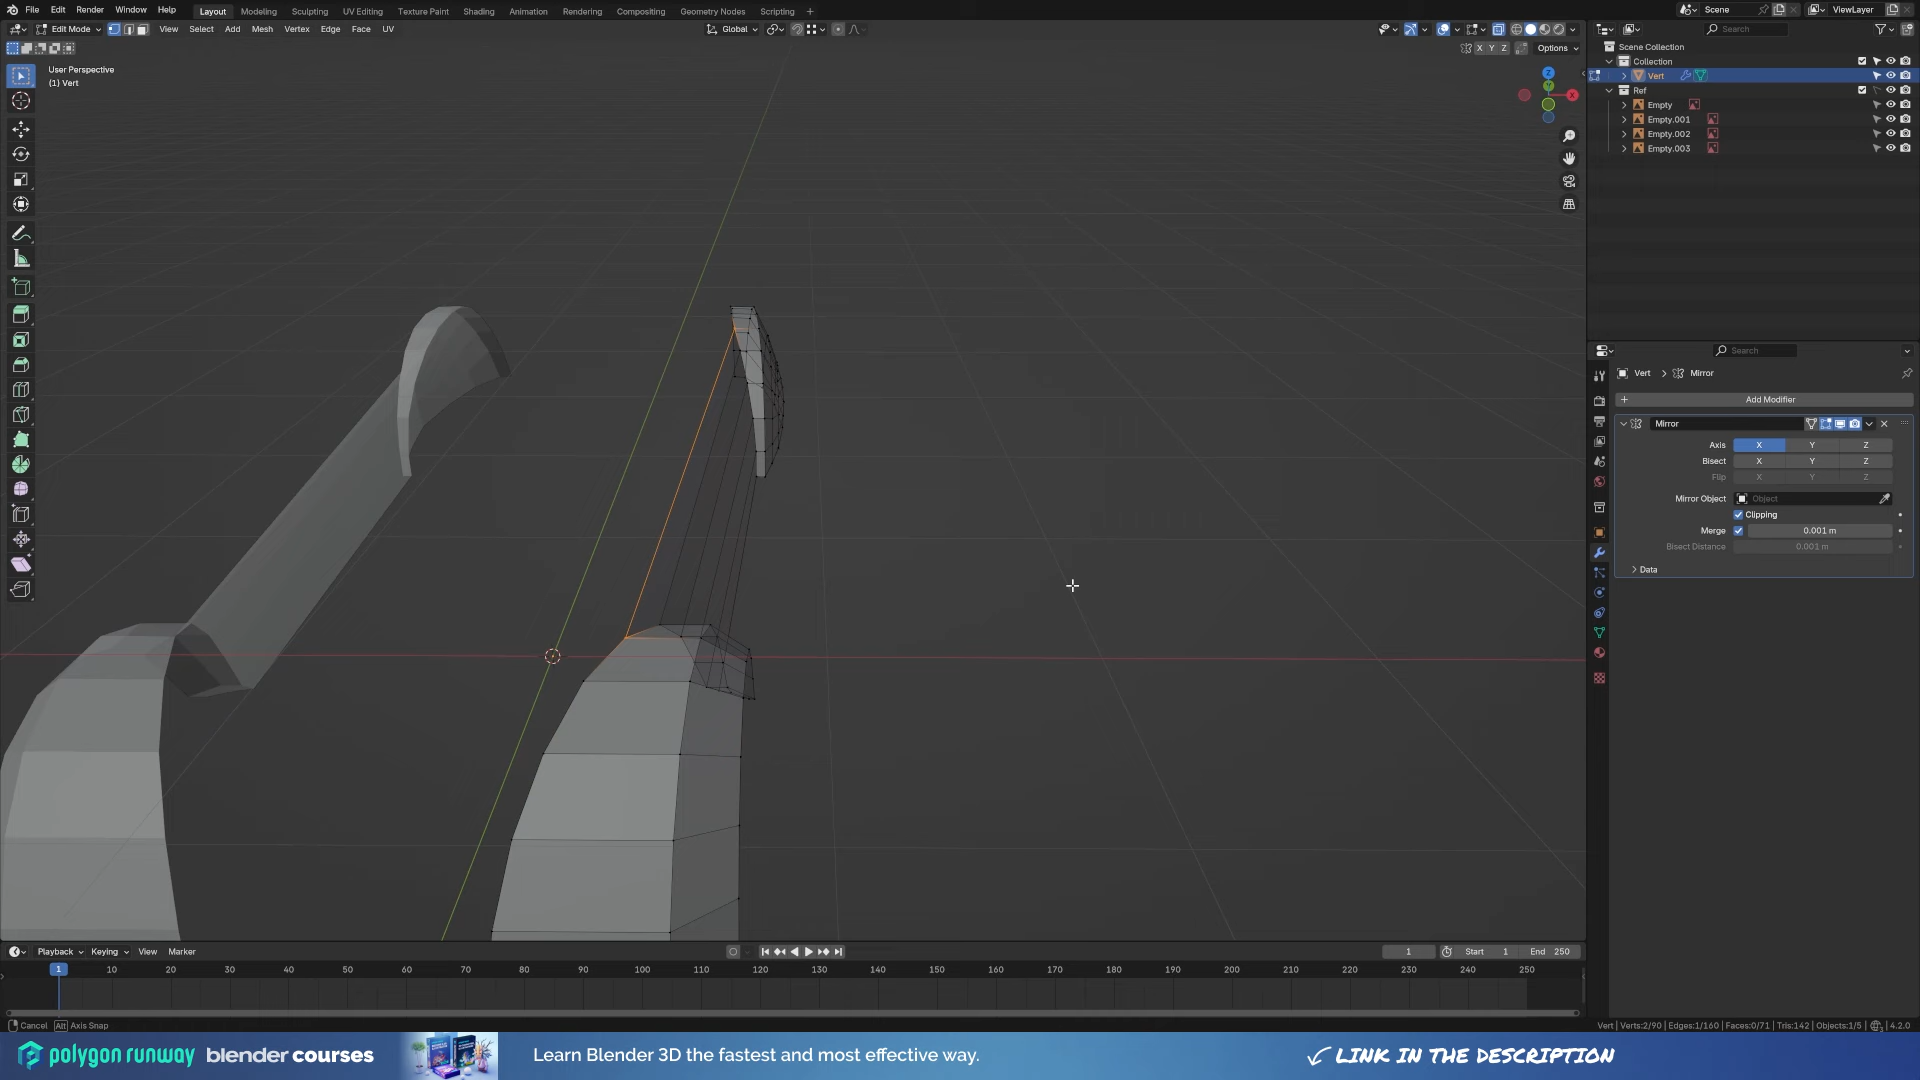 File Edit Render Window Help Layout Modeling Sculpting UV Editing Texture Paint Shading Animation Rendering Compositing Geometry Nodes Scripting + Scene ViewLayer
Edit Mode View Select Add Mesh Vertex Edge Face UV Global Search
X Y Z Options
User Perspective
(1) Vert
Scene Collection
Collection
Vert
Ref
Empty
Empty.001
Empty.002
Empty.003
Z
Y
X
Search
Vert > Mirror
+ Add Modifier
Mirror
Axis X Y Z
Bisect X Y Z
Flip X Y Z
Mirror Object Object
Clipping
Merge 0.001 m
Bisect Distance 0.001 m
Data
Playback Keying View Marker 1 Start 1 End 250
1 10 20 30 40 50 60 70 80 90 100 110 120 130 140 150 160 170 180 190 200 210 220 230 240 250
Cancel Alt Axis Snap Vert | Verts:2/90 | Edges:1/160 | Faces:0/71 | Tris:142 | Objects:1/5 | 4.2.0
polygon runway blender courses Learn Blender 3D the fastest and most effective way. LINK IN THE DESCRIPTION